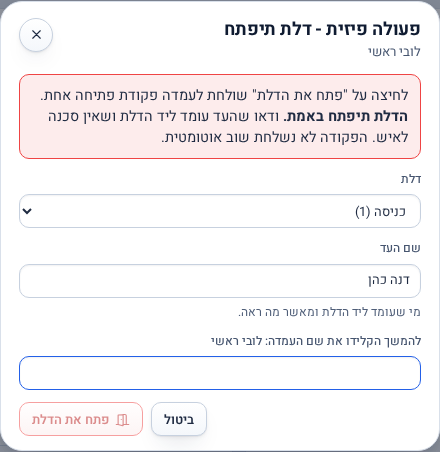 פעולה פיזית - דלת תיפתח
לובי ראשי
לחיצה על "פתח את הדלת" שולחת לעמדה פקודת פתיחה אחת.
הדלת תיפתח באמת. ודאו שהעד עומד ליד הדלת ושאין סכנה
לאיש. הפקודה לא נשלחת שוב אוטומטית.
דלת
כניסה (1)
שם העד
דנה כהן
מי שעומד ליד הדלת ומאשר מה ראה.
להמשך הקלידו את שם העמדה: לובי ראשי
ביטול
פתח את הדלת